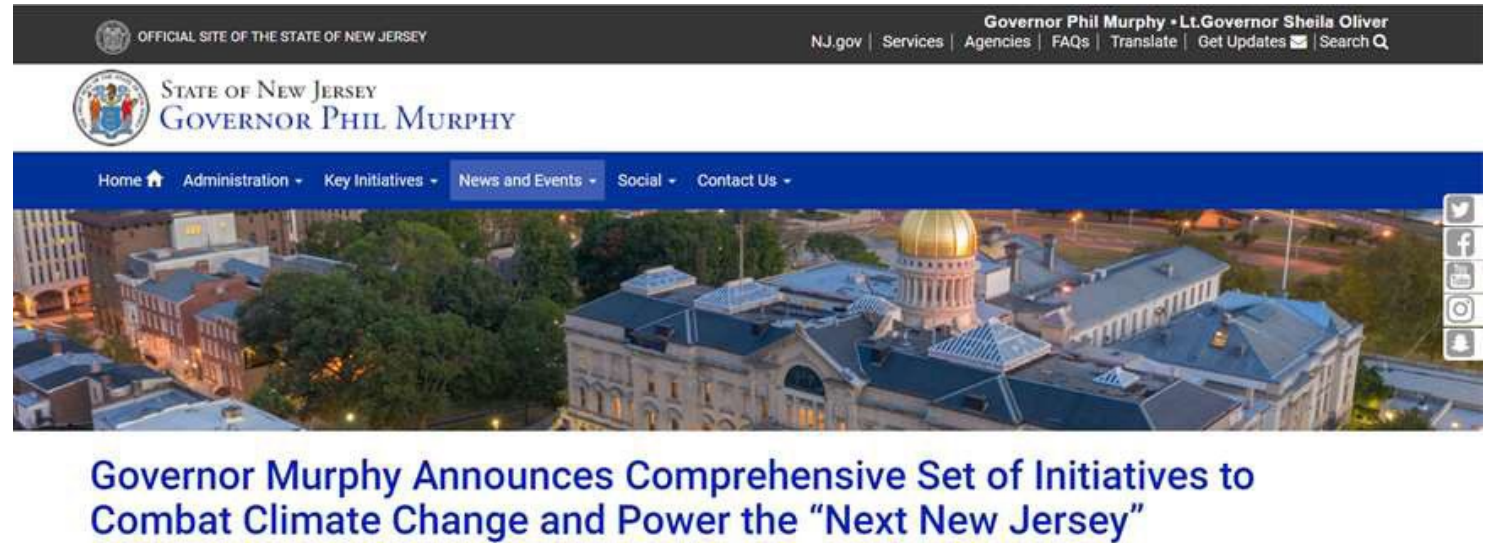 OFFICIAL SITE OF THE STATE OF NEW JERSEY
Governor Phil Murphy • Lt.Governor Sheila Oliver
NJ.gov | Services | Agencies | FAQs | Translate | Get Updates | Search
STATE OF NEW JERSEY
GOVERNOR PHIL MURPHY
Home Administration Key Initiatives News and Events Social Contact Us
You
Tube
Governor Murphy Announces Comprehensive Set of Initiatives to
Combat Climate Change and Power the “Next New Jersey”